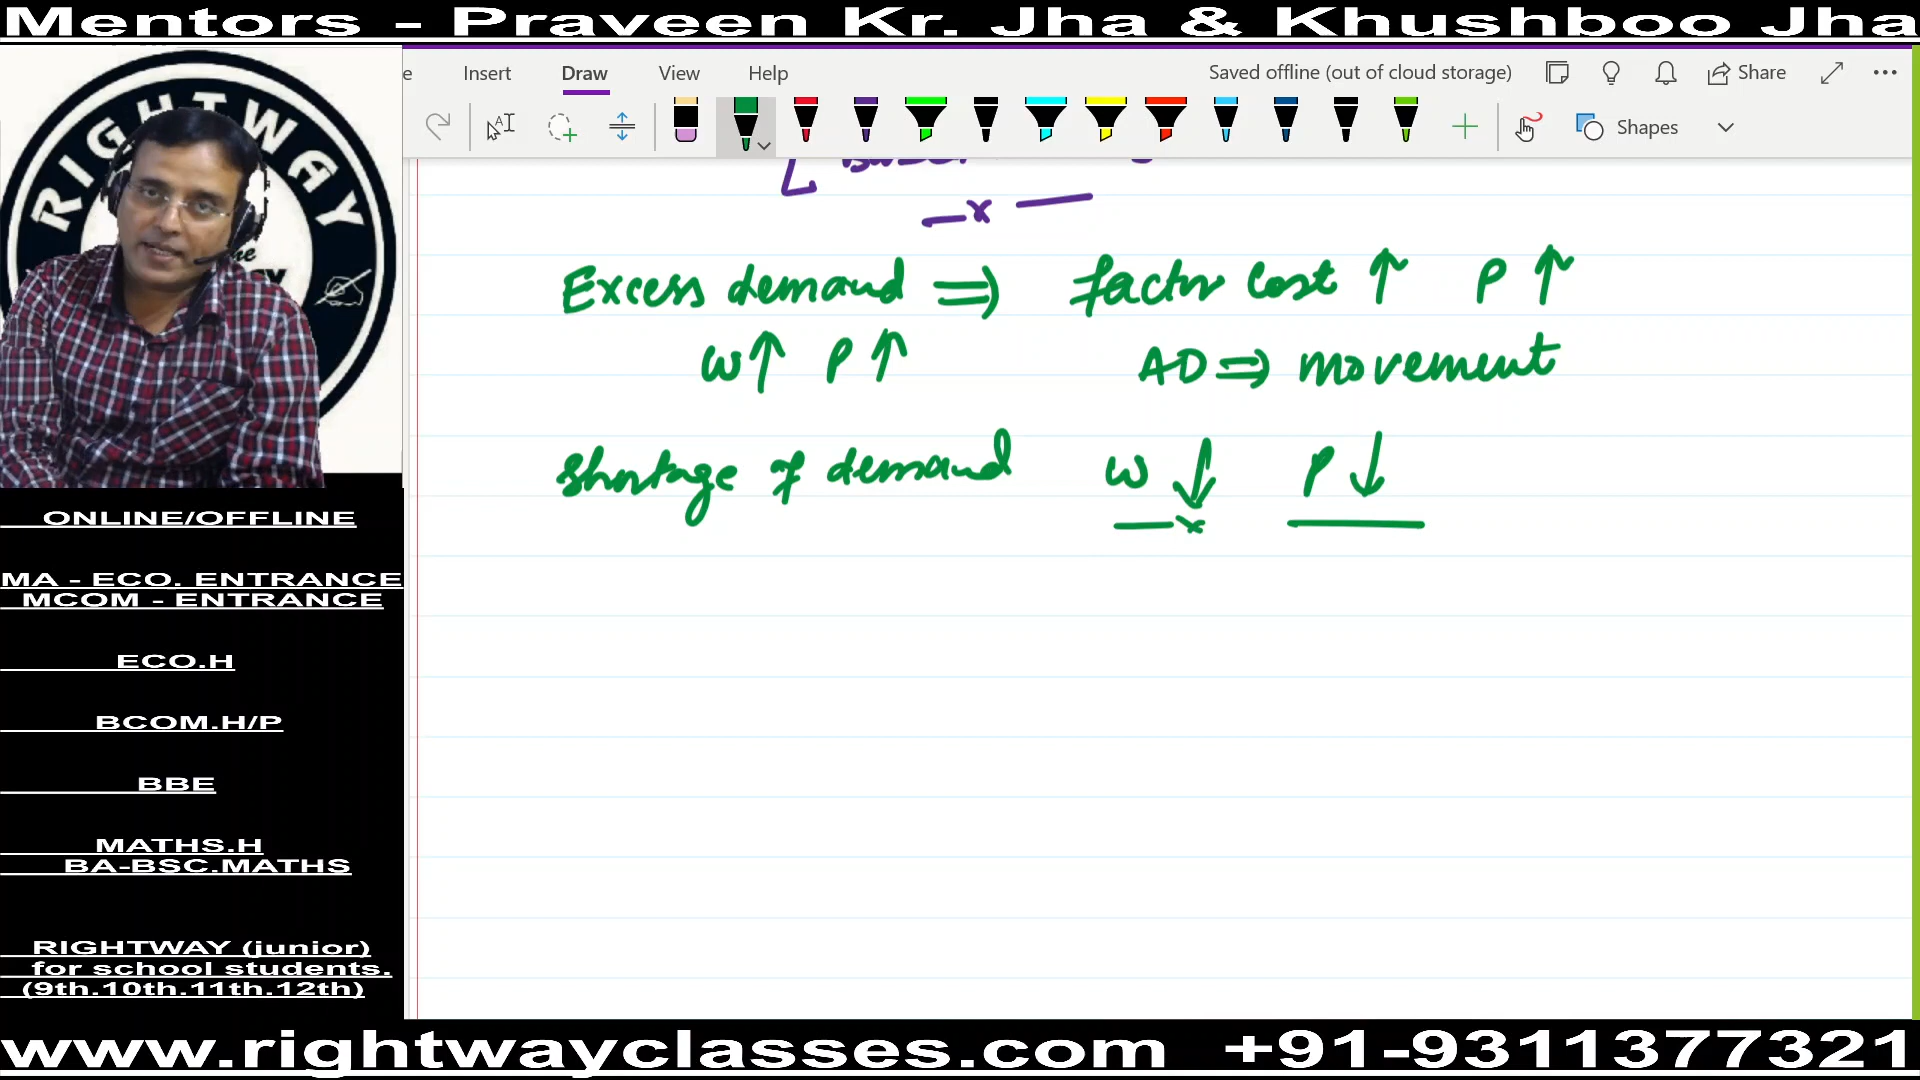 Mentors - Praveen Kr. Jha & Khushboo Jha
RIGHTWAY
Insert Draw View Help Saved offline (out of cloud storage) Share
Shapes
x
Excess demand ⇒ factor cost ↑ P ↑
W↑ P↑ AD ⇒ movement
Shortage of demand W ↓ P ↓
x
ONLINE/OFFLINE
MA - ECO. ENTRANCE
MCOM - ENTRANCE
ECO.H
BCOM.H/P
BBE
MATHS.H
BA-BSC.MATHS
RIGHTWAY (junior)
for school students.
(9th.10th.11th.12th)
www.rightwayclasses.com +91-9311377321